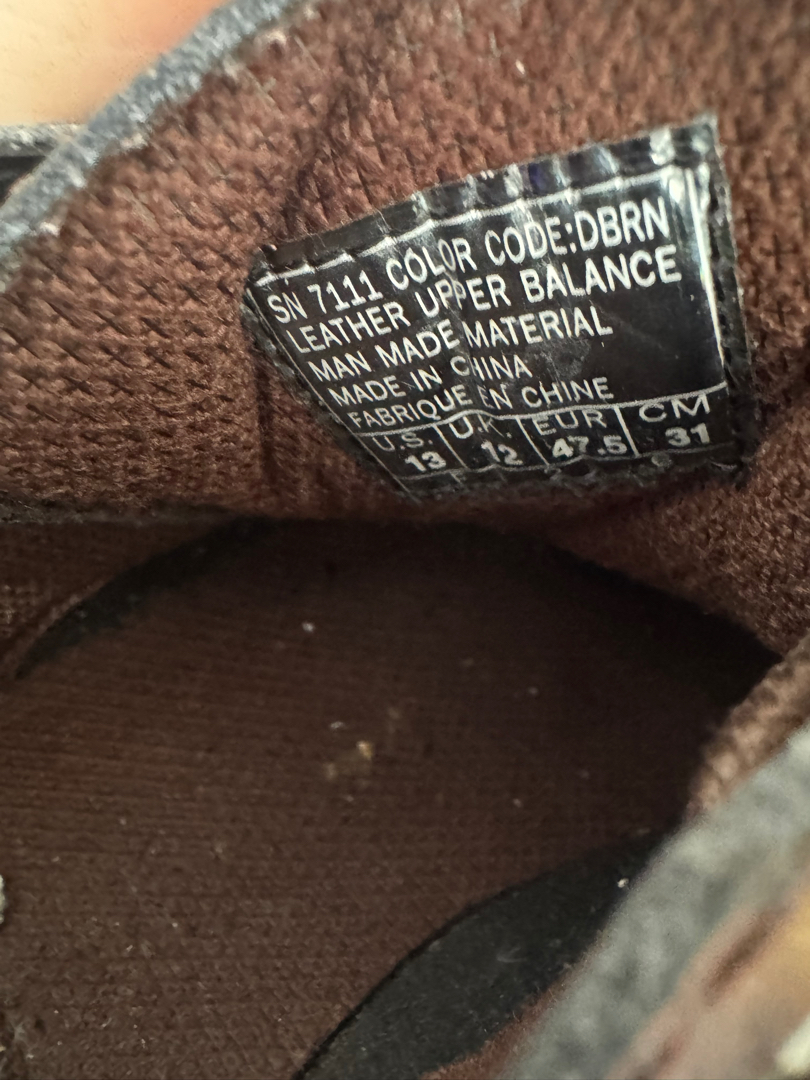 SN 7111 COLOR CODE:DBRN
LEATHER UPPER BALANCE
MAN MADE MATERIAL
MADE IN CHINA
FABRIQUE EN CHINE
U.S. U.K. EUR CM
13 12 47.5 31